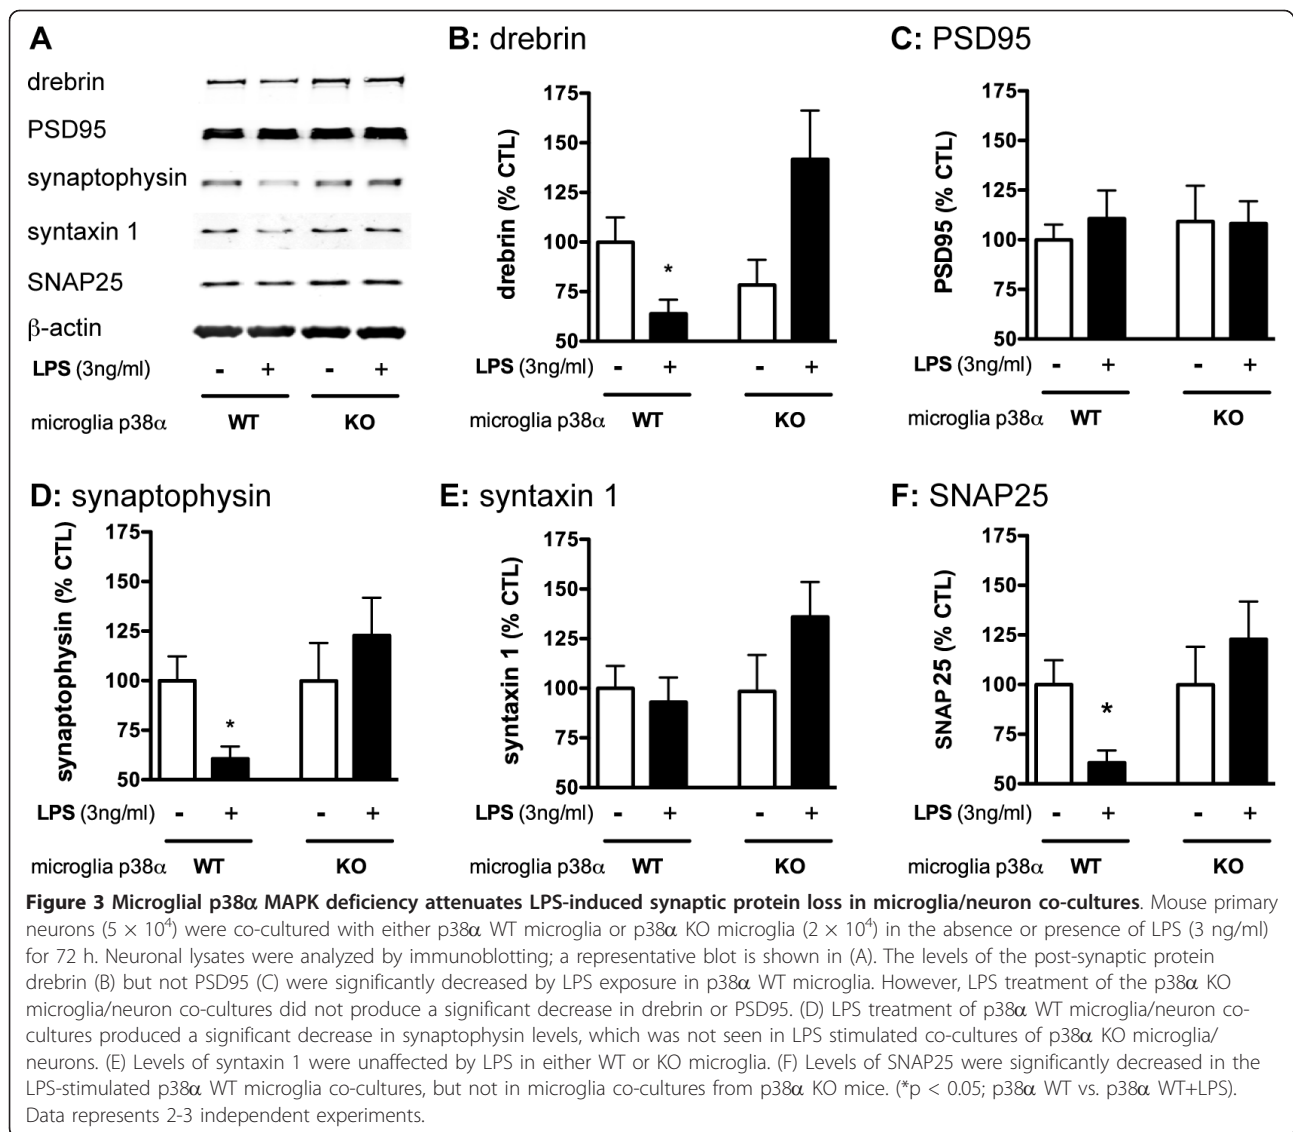 A
drebrin
PSD95
synaptophysin
syntaxin 1
SNAP25
β-actin
LPS (3ng/ml) - + - +
microglia p38α WT KO
B: drebrin
drebrin (% CTL)
175
150
125
100
75
50
*
LPS (3ng/ml) - + - +
microglia p38α WT KO
C: PSD95
PSD95 (% CTL)
175
150
125
100
75
50
LPS (3ng/ml) - + - +
microglia p38α WT KO
D: synaptophysin
synaptophysin (% CTL)
175
150
125
100
75
50
*
LPS (3ng/ml) - + - +
microglia p38α WT KO
E: syntaxin 1
syntaxin 1 (% CTL)
175
150
125
100
75
50
LPS (3ng/ml) - + - +
microglia p38α WT KO
F: SNAP25
SNAP25 (% CTL)
175
150
125
100
75
50
*
LPS (3ng/ml) - + - +
microglia p38α WT KO
Figure 3 Microglial p38α MAPK deficiency attenuates LPS-induced synaptic protein loss in microglia/neuron co-cultures. Mouse primary
neurons (5 × 10⁴) were co-cultured with either p38α WT microglia or p38α KO microglia (2 × 10⁴) in the absence or presence of LPS (3 ng/ml)
for 72 h. Neuronal lysates were analyzed by immunoblotting; a representative blot is shown in (A). The levels of the post-synaptic protein
drebrin (B) but not PSD95 (C) were significantly decreased by LPS exposure in p38α WT microglia. However, LPS treatment of the p38α KO
microglia/neuron co-cultures did not produce a significant decrease in drebrin or PSD95. (D) LPS treatment of p38α WT microglia/neuron co-
cultures produced a significant decrease in synaptophysin levels, which was not seen in LPS stimulated co-cultures of p38α KO microglia/
neurons. (E) Levels of syntaxin 1 were unaffected by LPS in either WT or KO microglia. (F) Levels of SNAP25 were significantly decreased in the
LPS-stimulated p38α WT microglia co-cultures, but not in microglia co-cultures from p38α KO mice. (*p < 0.05; p38α WT vs. p38α WT+LPS).
Data represents 2-3 independent experiments.